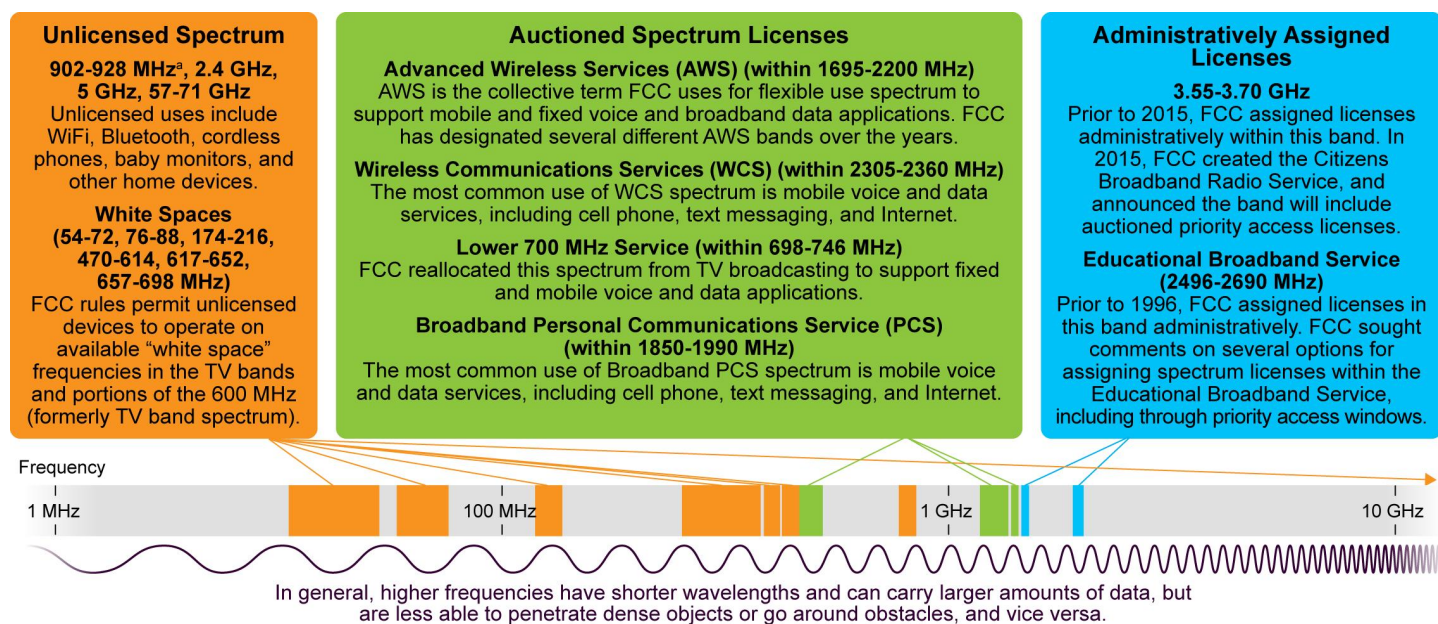 Unlicensed Spectrum
902-928 MHzª, 2.4 GHz,
5 GHz, 57-71 GHz
Unlicensed uses include
WiFi, Bluetooth, cordless
phones, baby monitors, and
other home devices.
White Spaces
(54-72, 76-88, 174-216,
470-614, 617-652,
657-698 MHz)
FCC rules permit unlicensed
devices to operate on
available “white space”
frequencies in the TV bands
and portions of the 600 MHz
(formerly TV band spectrum).
Auctioned Spectrum Licenses
Advanced Wireless Services (AWS) (within 1695-2200 MHz)
AWS is the collective term FCC uses for flexible use spectrum to
support mobile and fixed voice and broadband data applications. FCC
has designated several different AWS bands over the years.
Wireless Communications Services (WCS) (within 2305-2360 MHz)
The most common use of WCS spectrum is mobile voice and data
services, including cell phone, text messaging, and Internet.
Lower 700 MHz Service (within 698-746 MHz)
FCC reallocated this spectrum from TV broadcasting to support fixed
and mobile voice and data applications.
Broadband Personal Communications Service (PCS)
(within 1850-1990 MHz)
The most common use of Broadband PCS spectrum is mobile voice
and data services, including cell phone, text messaging, and Internet.
Administratively Assigned
Licenses
3.55-3.70 GHz
Prior to 2015, FCC assigned licenses
administratively within this band. In
2015, FCC created the Citizens
Broadband Radio Service, and
announced the band will include
auctioned priority access licenses.
Educational Broadband Service
(2496-2690 MHz)
Prior to 1996, FCC assigned licenses in
this band administratively. FCC sought
comments on several options for
assigning spectrum licenses within the
Educational Broadband Service,
including through priority access windows.
Frequency
1 MHz
100 MHz
1 GHz
10 GHz
In general, higher frequencies have shorter wavelengths and can carry larger amounts of data, but
are less able to penetrate dense objects or go around obstacles, and vice versa.